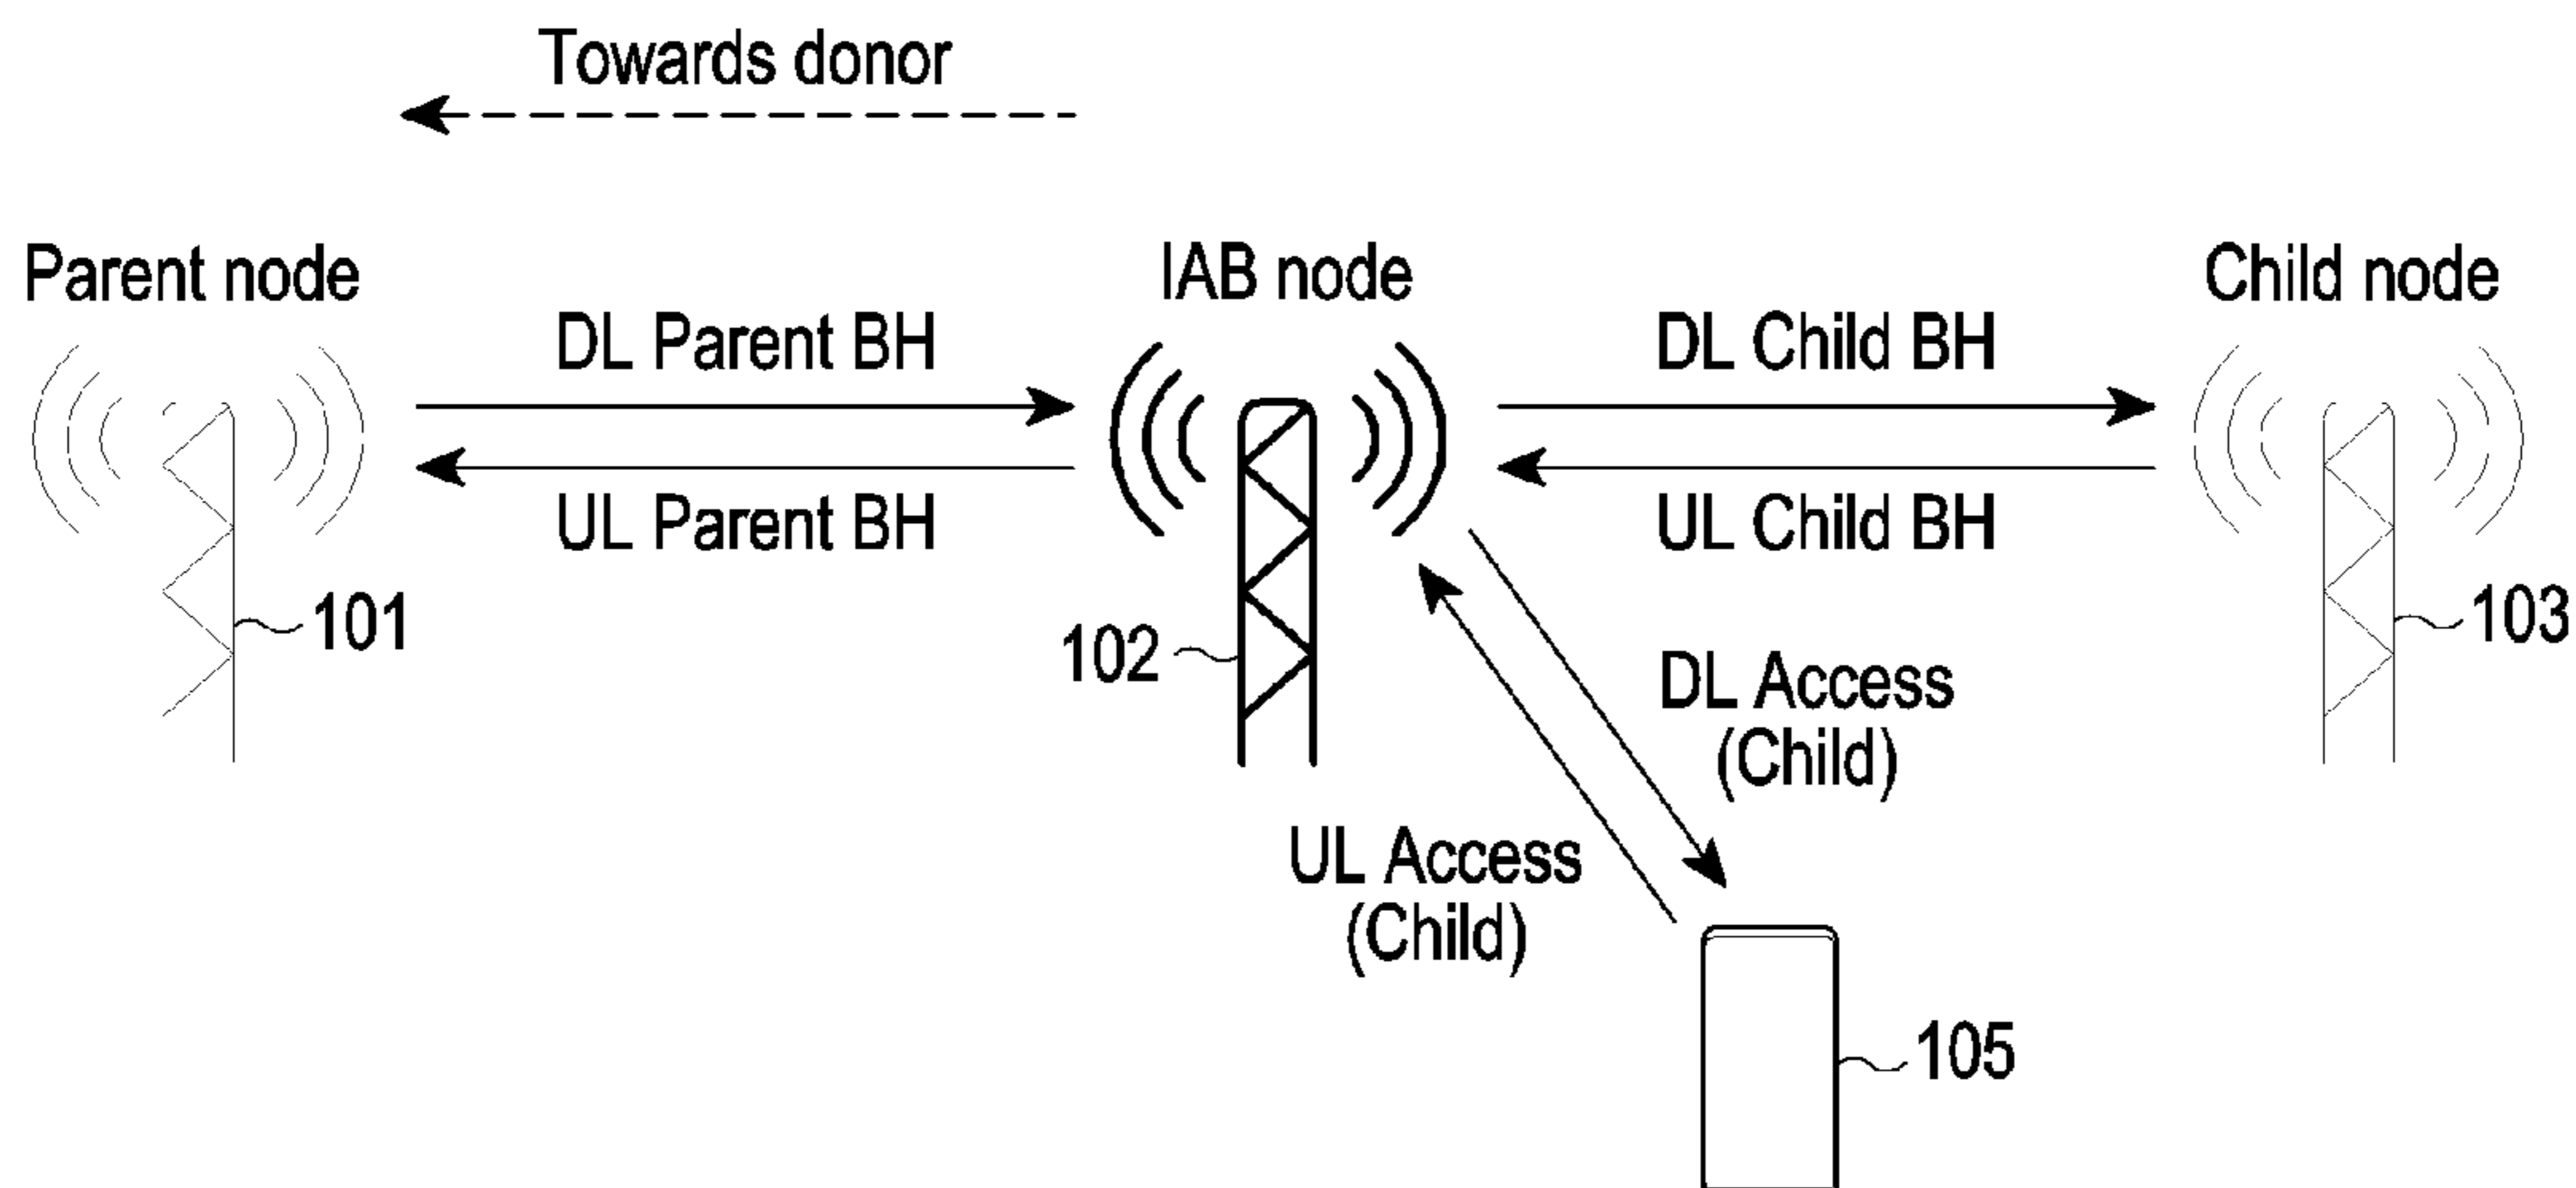 Towards donor
Parent node
IAB node
Child node
DL Parent BH
DL Child BH
UL Parent BH
UL Child BH
101
102
103
DL Access
(Child)
UL Access
(Child)
105